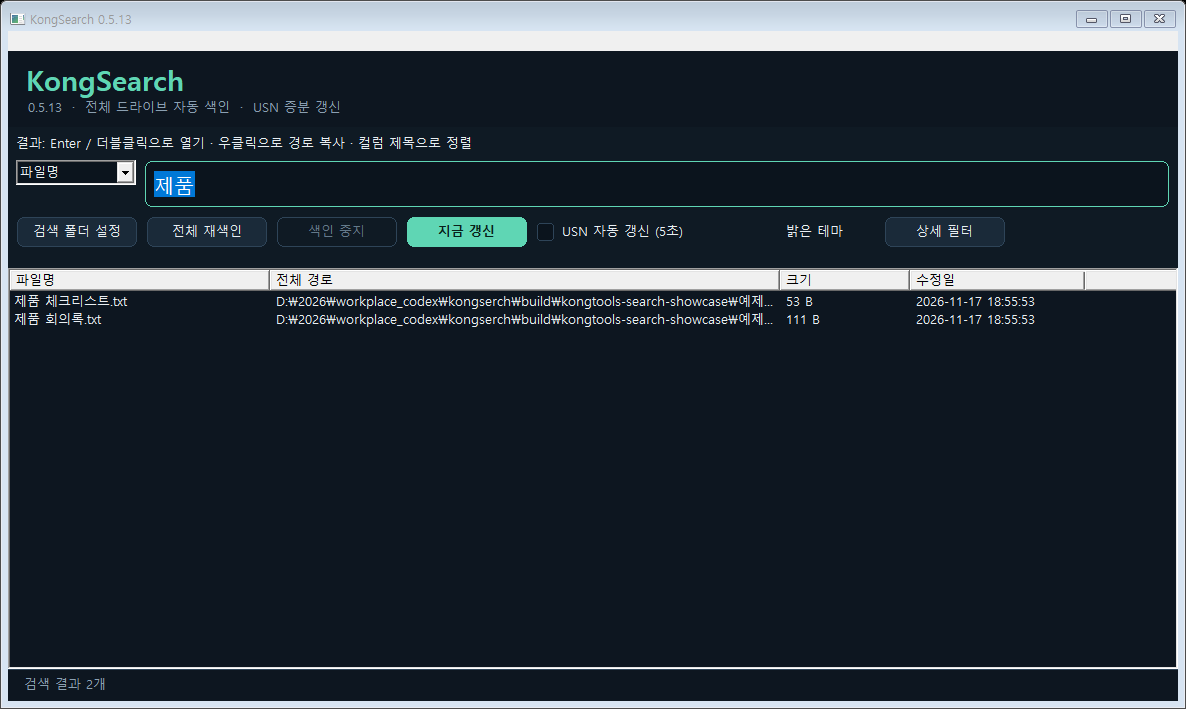 KongSearch 0.5.13
KongSearch
0.5.13 · 전체 드라이브 자동 색인 · USN 증분 갱신
결과: Enter / 더블클릭으로 열기 · 우클릭으로 경로 복사 · 컬럼 제목으로 정렬
파일명 제품
검색 폴더 설정 전체 재색인 색인 중지 지금 갱신 USN 자동 갱신 (5초) 밝은 테마 상세 필터
파일명 전체 경로 크기 수정일
제품 체크리스트.txt D:₩2026₩workplace_codex₩kongserch₩build₩kongtools-search-showcase₩예제... 53 B 2026-11-17 18:55:53
제품 회의록.txt D:₩2026₩workplace_codex₩kongserch₩build₩kongtools-search-showcase₩예제... 111 B 2026-11-17 18:55:53
검색 결과 2개